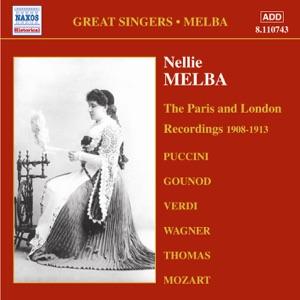 NAXOS
Historical
GREAT SINGERS • MELBA
ADD
8.110743
Nellie
MELBA
The Paris and London
Recordings 1908-1913
PUCCINI
GOUNOD
VERDI
WAGNER
THOMAS
MOZART